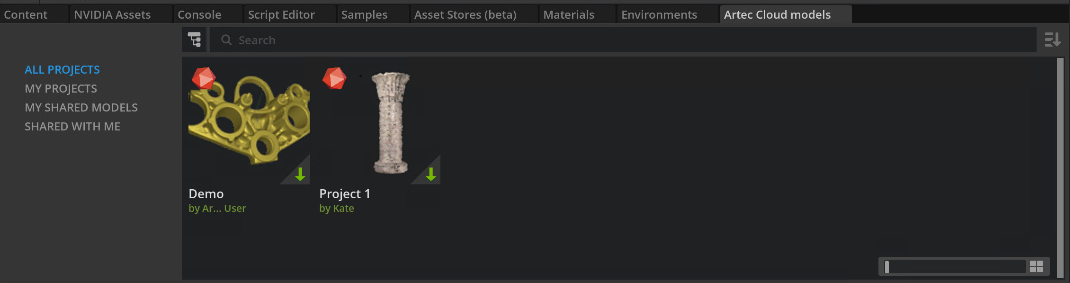 Content NVIDIA Assets Console Script Editor Samples Asset Stores (beta) Materials Environments Artec Cloud models
Search
ALL PROJECTS
MY PROJECTS
MY SHARED MODELS
SHARED WITH ME
Demo Project 1
by Ar... User by Kate